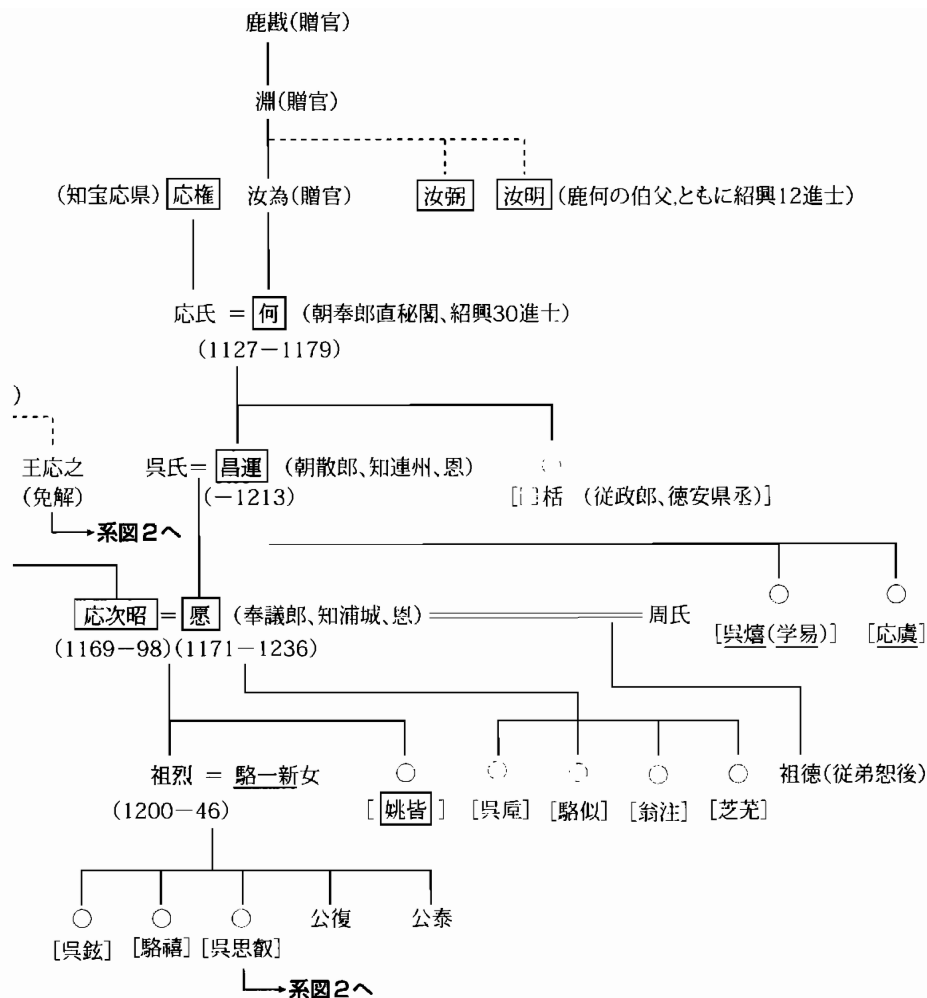 鹿戡(贈官)
淵(贈官)
(知宝応県) 応権 汝為(贈官) 汝弼 汝明 (鹿何の伯父,ともに紹興12進士)
応氏 = 何 (朝奉郎直秘閣、紹興30進士)
(1127-1179)
)
王応之 呉氏= 昌運 (朝散郎、知連州、恩)
(免解) (-1213) 栝 (従政郎、徳安県丞)]
→系図2へ
応次昭 = 愿 (奉議郎、知浦城、恩) 周氏 [呉熺(学易)] [応虞]
(1169-98)(1171-1236)
祖烈 = 駱一新女 祖徳(従弟恕後)
(1200-46) [姚皆] [駱似] [翁注]
公復 公泰
[呉鉉] [駱禧] [呉思叡]
→系図2へ